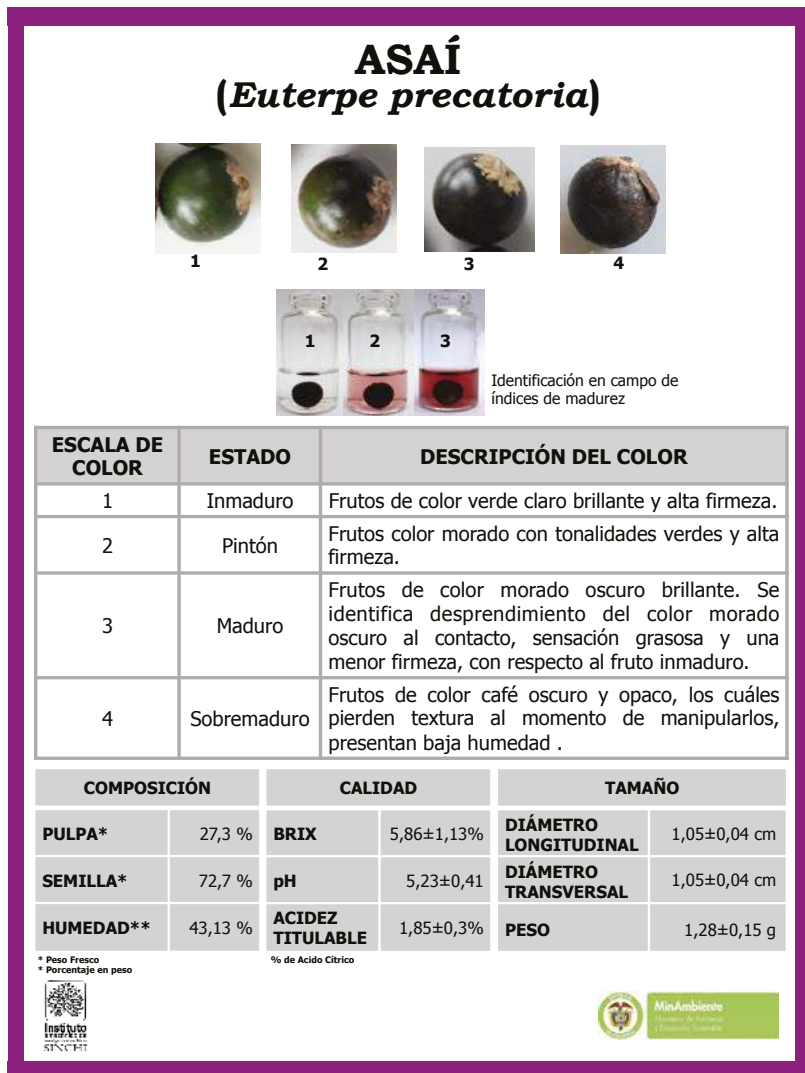 ASAÍ
(Euterpe precatoria)
1
2
3
4
1
2
3
Identificación en campo de
índices de madurez
ESCALA DE
COLOR
ESTADO
DESCRIPCIÓN DEL COLOR
1
Inmaduro
Frutos de color verde claro brillante y alta firmeza.
2
Pintón
Frutos color morado con tonalidades verdes y alta
firmeza.
3
Maduro
Frutos de color morado oscuro brillante. Se
identifica desprendimiento del color morado
oscuro al contacto, sensación grasosa y una
menor firmeza, con respecto al fruto inmaduro.
4
Sobremaduro
Frutos de color café oscuro y opaco, los cuáles
pierden textura al momento de manipularlos,
presentan baja humedad .
COMPOSICIÓN
PULPA* 27,3 %
SEMILLA* 72,7 %
HUMEDAD** 43,13 %
* Peso Fresco
* Porcentaje en peso
CALIDAD
BRIX 5,86±1,13%
pH 5,23±0,41
ACIDEZ
TITULABLE 1,85±0,3%
% de Acido Cítrico
TAMAÑO
DIÁMETRO
LONGITUDINAL 1,05±0,04 cm
DIÁMETRO
TRANSVERSAL 1,05±0,04 cm
PESO 1,28±0,15 g
Instituto
SINCHI
MinAmbiente